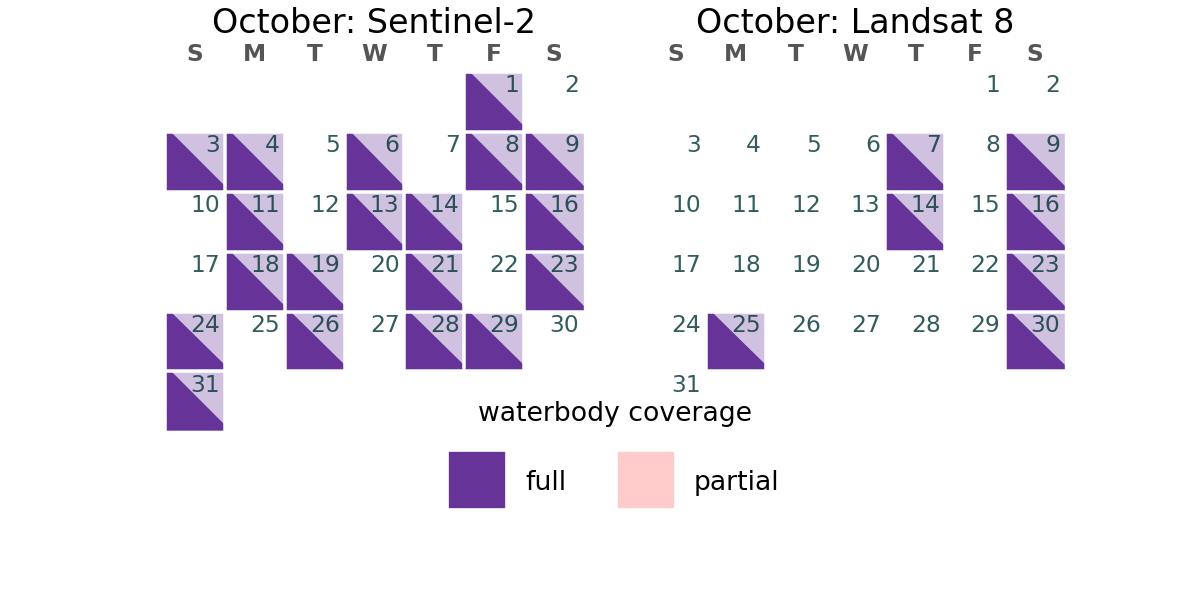 October: Sentinel-2
S M T W T F S
1 2
3 4 5 6 7 8 9
10 11 12 13 14 15 16
17 18 19 20 21 22 23
24 25 26 27 28 29 30
31
October: Landsat 8
S M T W T F S
1 2
3 4 5 6 7 8 9
10 11 12 13 14 15 16
17 18 19 20 21 22 23
24 25 26 27 28 29 30
31
waterbody coverage
full partial